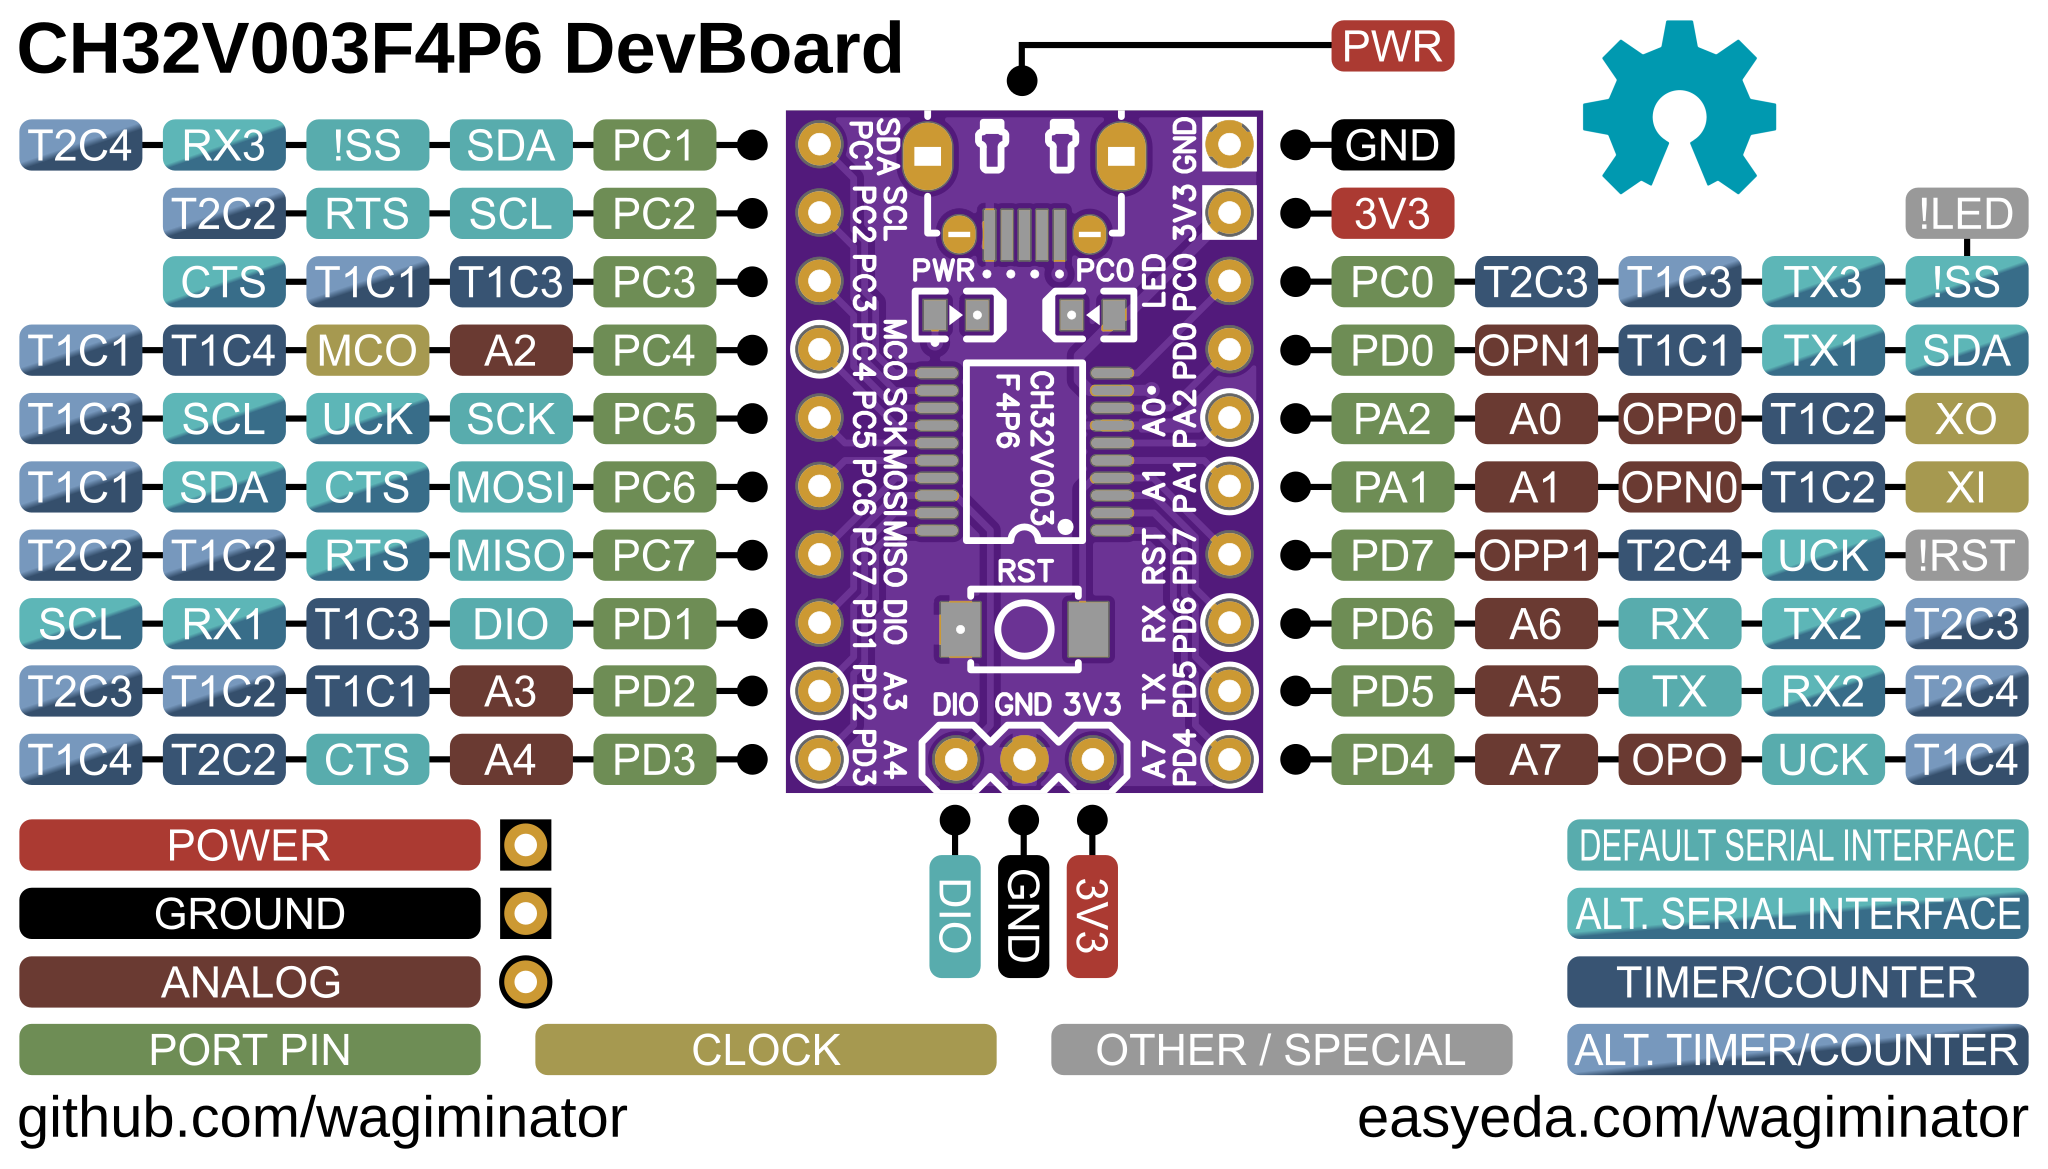 CH32V003F4P6 DevBoard
PWR
T2C4 RX3 !SS SDA PC1
T2C2 RTS SCL PC2
CTS T1C1 T1C3 PC3
T1C1 T1C4 MCO A2 PC4
T1C3 SCL UCK SCK PC5
T1C1 SDA CTS MOSI PC6
T2C2 T1C2 RTS MISO PC7
SCL RX1 T1C3 DIO PD1
T2C3 T1C2 T1C1 A3 PD2
T1C4 T2C2 CTS A4 PD3
SDA SCL MCO SCK MOSI MISO DIO A3 A4
PC1 PC2 PC3 PC4 PC5 PC6 PC7 PD1 PD2 PD3
PWR PC0
CH32V003
F4P6
RST
DIO GND 3V3
LED A0 A1 RST RX TX A7
GND 3V3 PC0 PD0 PA2 PA1 PD7 PD6 PD5 PD4
GND
3V3
!LED
PC0 T2C3 T1C3 TX3 !SS
PD0 OPN1 T1C1 TX1 SDA
PA2 A0 OPP0 T1C2 XO
PA1 A1 OPN0 T1C2 XI
PD7 OPP1 T2C4 UCK !RST
PD6 A6 RX TX2 T2C3
PD5 A5 TX RX2 T2C4
PD4 A7 OPO UCK T1C4
DIO GND 3V3
POWER
GROUND
ANALOG
PORT PIN
CLOCK
OTHER / SPECIAL
DEFAULT SERIAL INTERFACE
ALT. SERIAL INTERFACE
TIMER/COUNTER
ALT. TIMER/COUNTER
github.com/wagiminator
easyeda.com/wagiminator